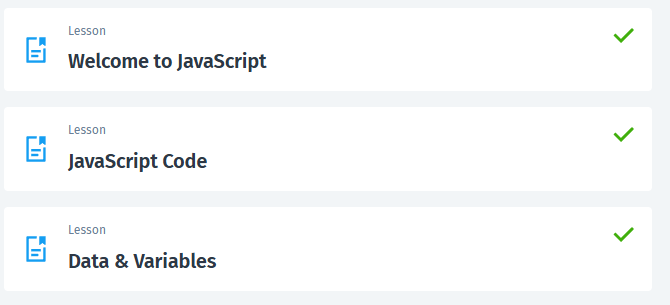 Lesson
Welcome to JavaScript
Lesson
JavaScript Code
Lesson
Data & Variables